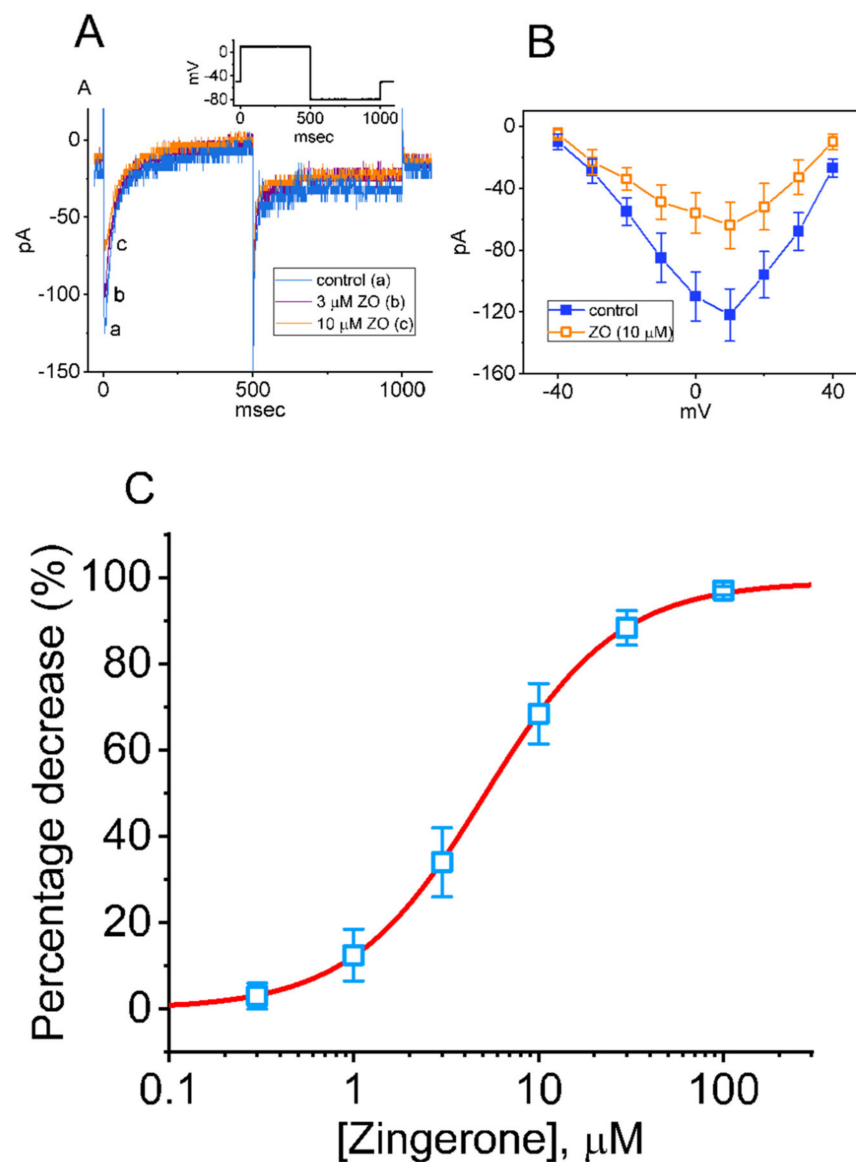 A
B
A
mV
0
-40
-80
0 500 1000
msec
pA
0
-50
-100
-150
c
b
a
control (a)
3 μM ZO (b)
10 μM ZO (c)
0 500 1000
msec
pA
0
-40
-80
-120
-160
control
ZO (10 μM)
-40 0 40
mV
C
Percentage decrease (%)
100
80
60
40
20
0
0.1 1 10 100
[Zingerone], μM